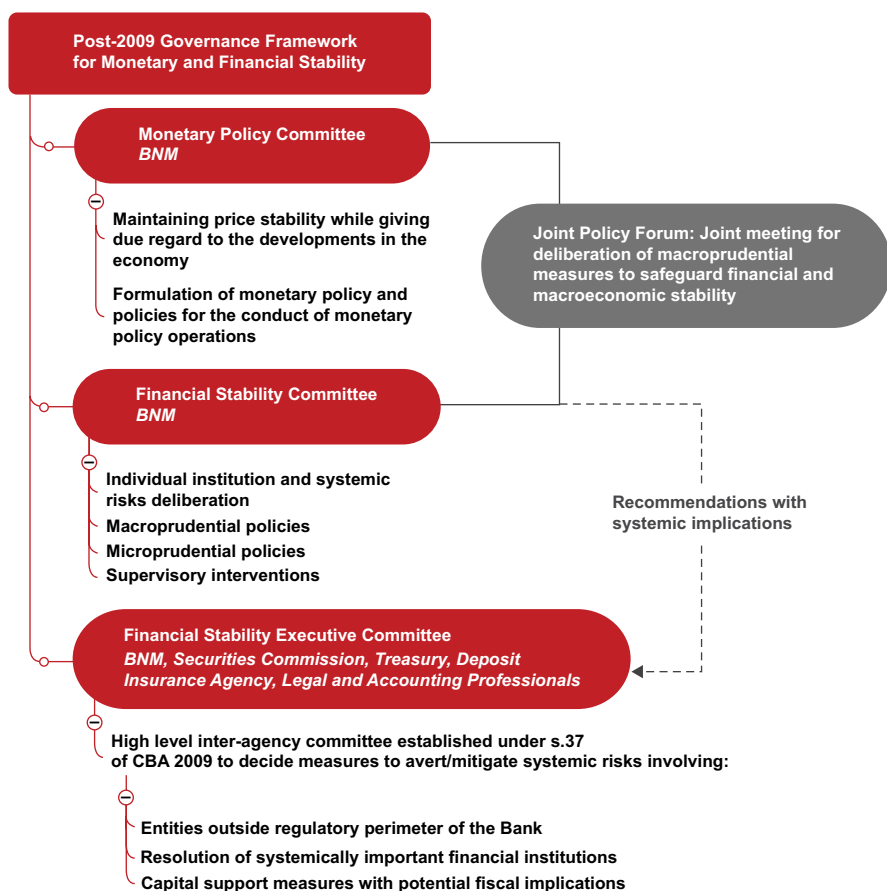 Post-2009 Governance Framework
for Monetary and Financial Stability
Monetary Policy Committee
BNM
Maintaining price stability while giving
due regard to the developments in the
economy
Formulation of monetary policy and
policies for the conduct of monetary
policy operations
Joint Policy Forum: Joint meeting for
deliberation of macroprudential
measures to safeguard financial and
macroeconomic stability
Financial Stability Committee
BNM
Individual institution and systemic
risks deliberation
Macroprudential policies
Microprudential policies
Supervisory interventions
Recommendations with
systemic implications
Financial Stability Executive Committee
BNM, Securities Commission, Treasury, Deposit
Insurance Agency, Legal and Accounting Professionals
High level inter-agency committee established under s.37
of CBA 2009 to decide measures to avert/mitigate systemic risks involving:
Entities outside regulatory perimeter of the Bank
Resolution of systemically important financial institutions
Capital support measures with potential fiscal implications